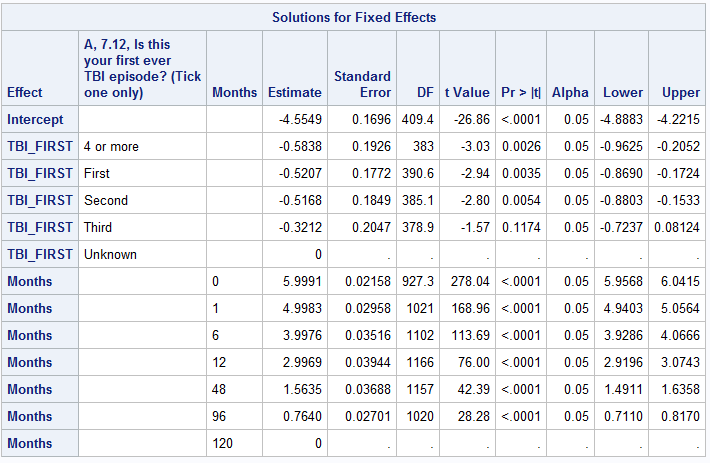 Solutions for Fixed Effects
Effect A, 7.12, Is this your first ever TBI episode? (Tick one only) Months Estimate Standard Error DF t Value Pr > |t| Alpha Lower Upper
Intercept -4.5549 0.1696 409.4 -26.86 <.0001 0.05 -4.8883 -4.2215
TBI_FIRST 4 or more -0.5838 0.1926 383 -3.03 0.0026 0.05 -0.9625 -0.2052
TBI_FIRST First -0.5207 0.1772 390.6 -2.94 0.0035 0.05 -0.8690 -0.1724
TBI_FIRST Second -0.5168 0.1849 385.1 -2.80 0.0054 0.05 -0.8803 -0.1533
TBI_FIRST Third -0.3212 0.2047 378.9 -1.57 0.1174 0.05 -0.7237 0.08124
TBI_FIRST Unknown 0 . . . . . . .
Months 0 5.9991 0.02158 927.3 278.04 <.0001 0.05 5.9568 6.0415
Months 1 4.9983 0.02958 1021 168.96 <.0001 0.05 4.9403 5.0564
Months 6 3.9976 0.03516 1102 113.69 <.0001 0.05 3.9286 4.0666
Months 12 2.9969 0.03944 1166 76.00 <.0001 0.05 2.9196 3.0743
Months 48 1.5635 0.03688 1157 42.39 <.0001 0.05 1.4911 1.6358
Months 96 0.7640 0.02701 1020 28.28 <.0001 0.05 0.7110 0.8170
Months 120 0 . . . . . . .